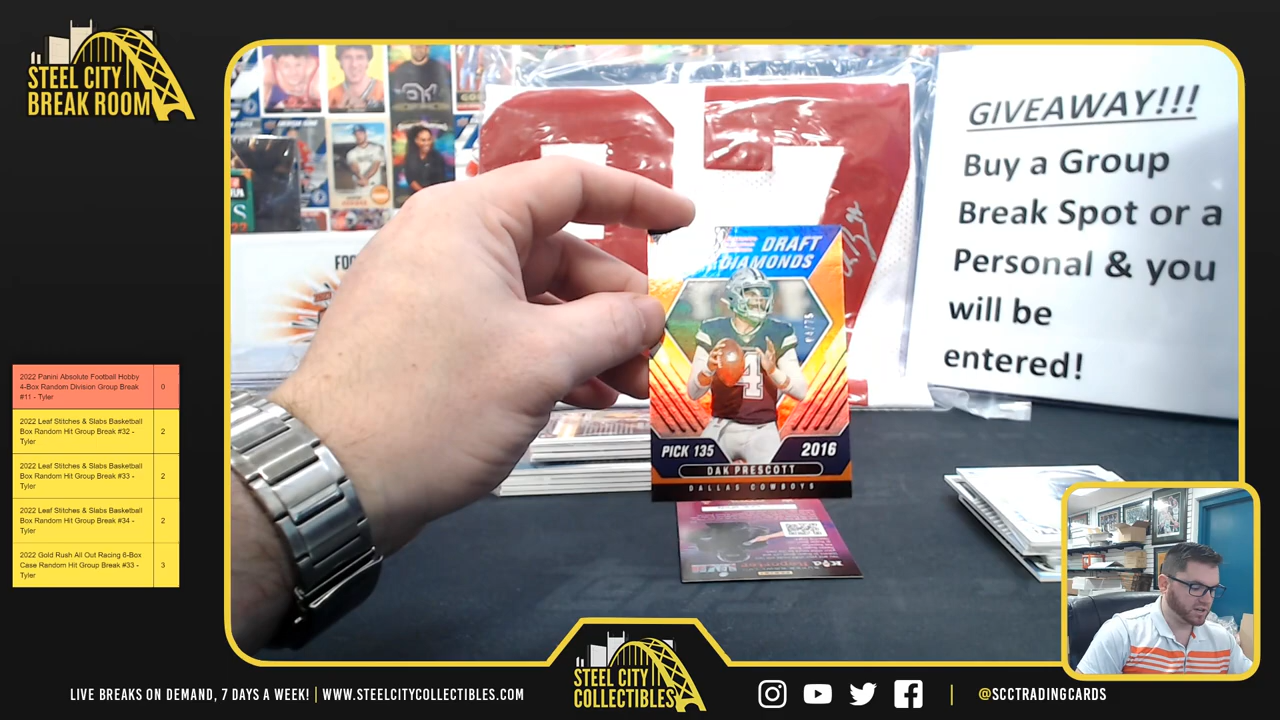 STEEL CITY
BREAK ROOM
GIVEAWAY!!!
Buy a Group
Break Spot or a
Personal & you
will be
entered!
DRAFT
DIAMONDS
4
PICK 135
2016
DAK PRESCOTT
DALLAS COWBOYS
2022 Panini Absolute Football Hobby
4-Box Random Division Group Break
#11 - Tyler
0
2022 Leaf Stitches & Slabs Basketball
Box Random Hit Group Break #32 -
Tyler
2
2022 Leaf Stitches & Slabs Basketball
Box Random Hit Group Break #33 -
Tyler
2
2022 Leaf Stitches & Slabs Basketball
Box Random Hit Group Break #34 -
Tyler
2
2022 Gold Rush All Out Racing 6-Box
Case Random Hit Group Break #33 -
Tyler
3
STEEL CITY
COLLECTIBLES
LIVE BREAKS ON DEMAND, 7 DAYS A WEEK! | WWW.STEELCITYCOLLECTIBLES.COM
@SCCTRADINGCARDS